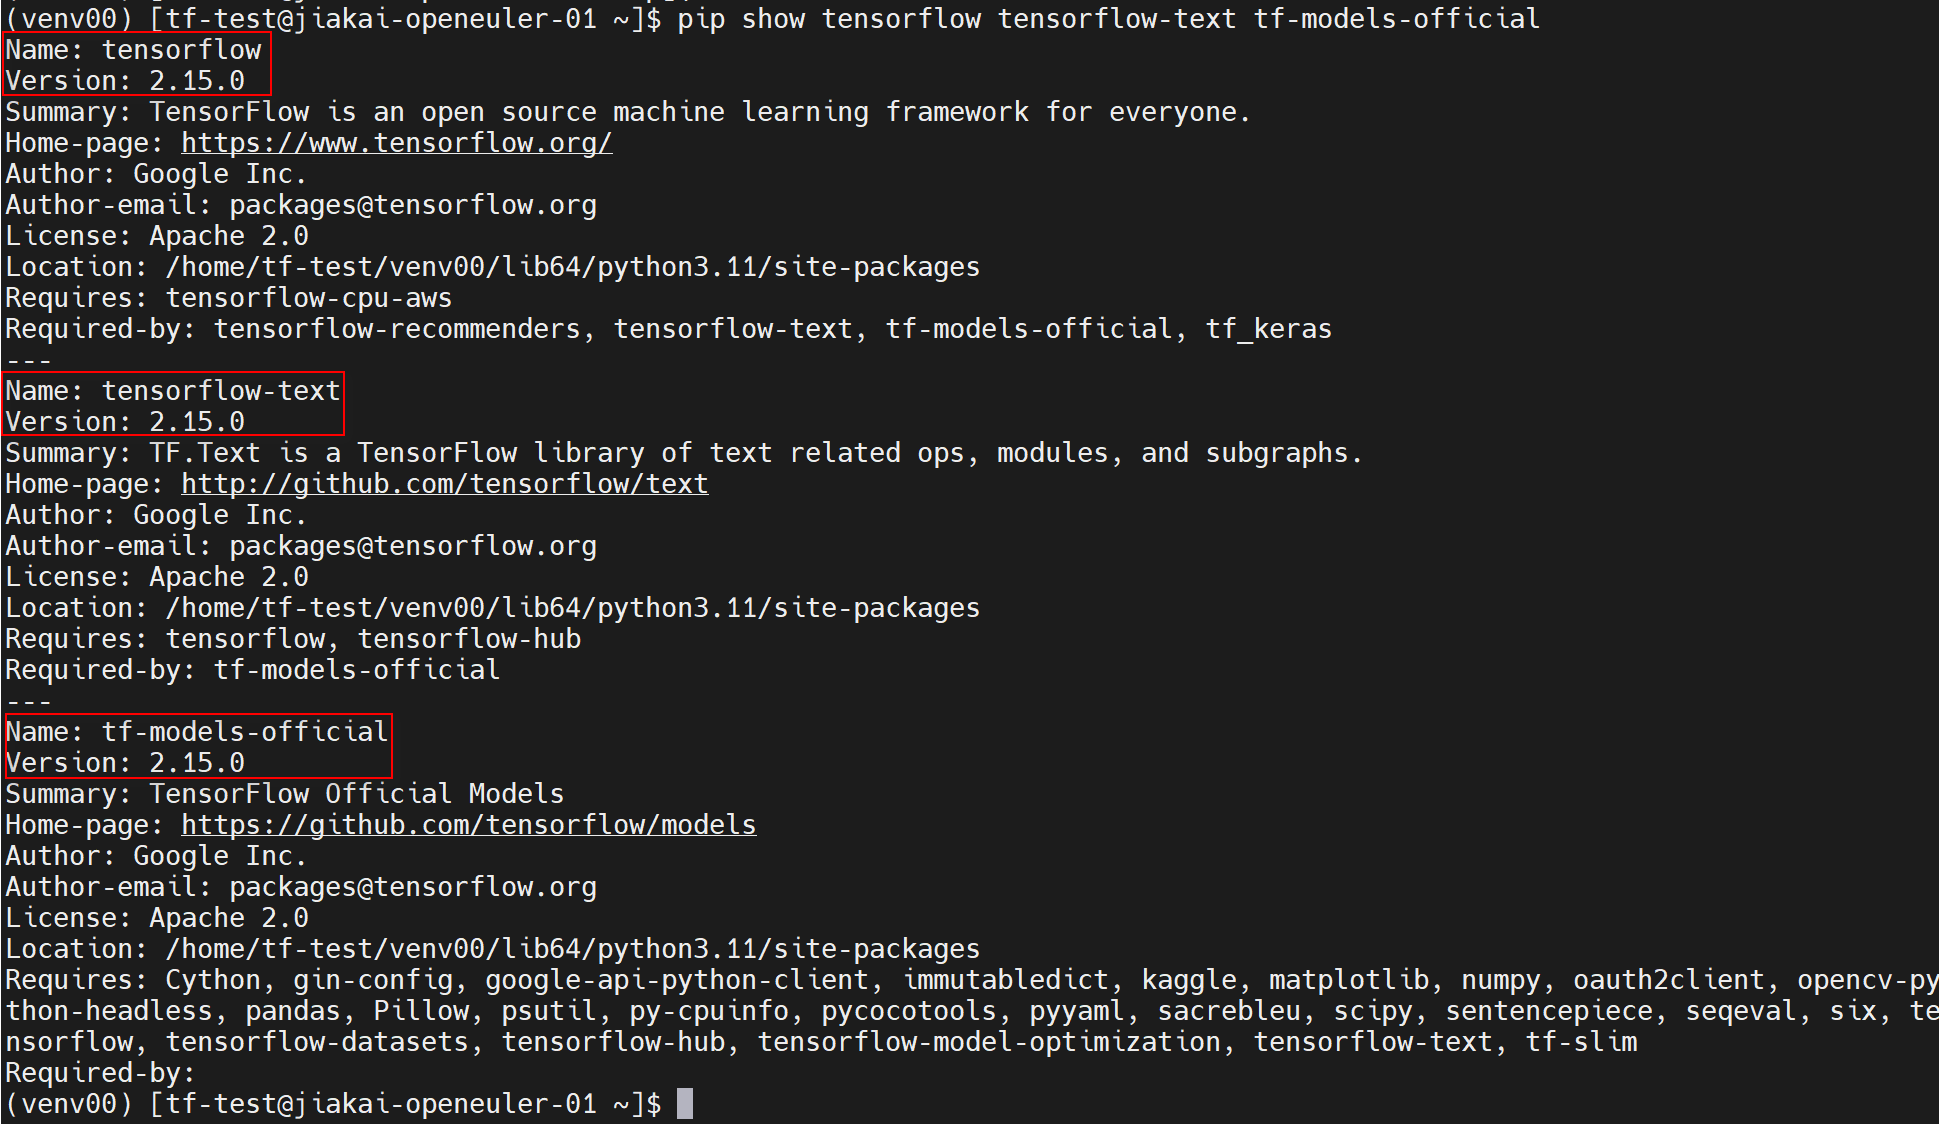 (venv00) [tf-test@jiakai-openeuler-01 ~]$ pip show tensorflow tensorflow-text tf-models-official
Name: tensorflow
Version: 2.15.0
Summary: TensorFlow is an open source machine learning framework for everyone.
Home-page: https://www.tensorflow.org/
Author: Google Inc.
Author-email: packages@tensorflow.org
License: Apache 2.0
Location: /home/tf-test/venv00/lib64/python3.11/site-packages
Requires: tensorflow-cpu-aws
Required-by: tensorflow-recommenders, tensorflow-text, tf-models-official, tf_keras
---
Name: tensorflow-text
Version: 2.15.0
Summary: TF.Text is a TensorFlow library of text related ops, modules, and subgraphs.
Home-page: http://github.com/tensorflow/text
Author: Google Inc.
Author-email: packages@tensorflow.org
License: Apache 2.0
Location: /home/tf-test/venv00/lib64/python3.11/site-packages
Requires: tensorflow, tensorflow-hub
Required-by: tf-models-official
---
Name: tf-models-official
Version: 2.15.0
Summary: TensorFlow Official Models
Home-page: https://github.com/tensorflow/models
Author: Google Inc.
Author-email: packages@tensorflow.org
License: Apache 2.0
Location: /home/tf-test/venv00/lib64/python3.11/site-packages
Requires: Cython, gin-config, google-api-python-client, immutabledict, kaggle, matplotlib, numpy, oauth2client, opencv-py
thon-headless, pandas, Pillow, psutil, py-cpuinfo, pycocotools, pyyaml, sacrebleu, scipy, sentencepiece, seqeval, six, te
nsorflow, tensorflow-datasets, tensorflow-hub, tensorflow-model-optimization, tensorflow-text, tf-slim
Required-by:
(venv00) [tf-test@jiakai-openeuler-01 ~]$